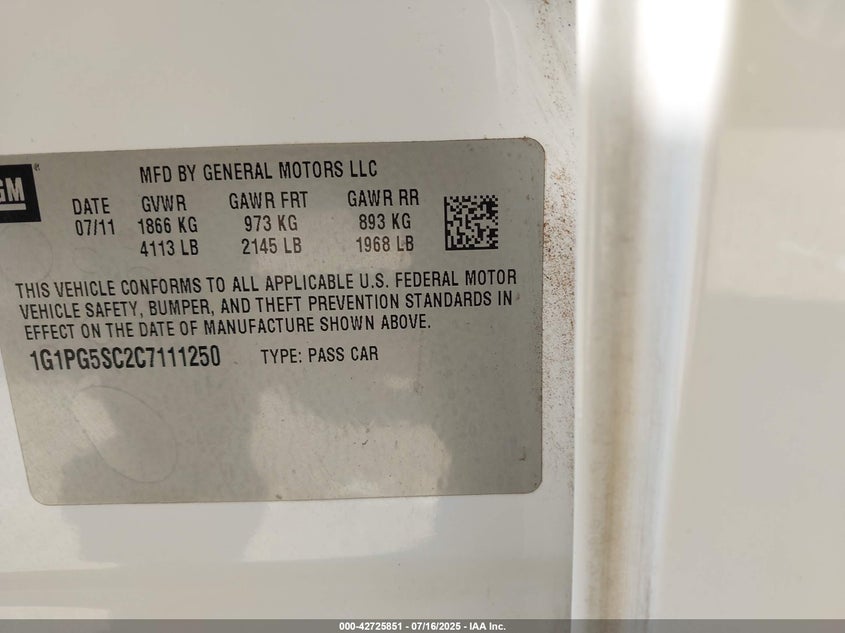 GM
MFD BY GENERAL MOTORS LLC
DATE GVWR GAWR FRT GAWR RR
07/11 1866 KG 973 KG 893 KG
4113 LB 2145 LB 1968 LB
THIS VEHICLE CONFORMS TO ALL APPLICABLE U.S. FEDERAL MOTOR
VEHICLE SAFETY, BUMPER, AND THEFT PREVENTION STANDARDS IN
EFFECT ON THE DATE OF MANUFACTURE SHOWN ABOVE.
1G1PG5SC2C7111250 TYPE: PASS CAR
000-42725851 - 07/16/2025 - IAA Inc.